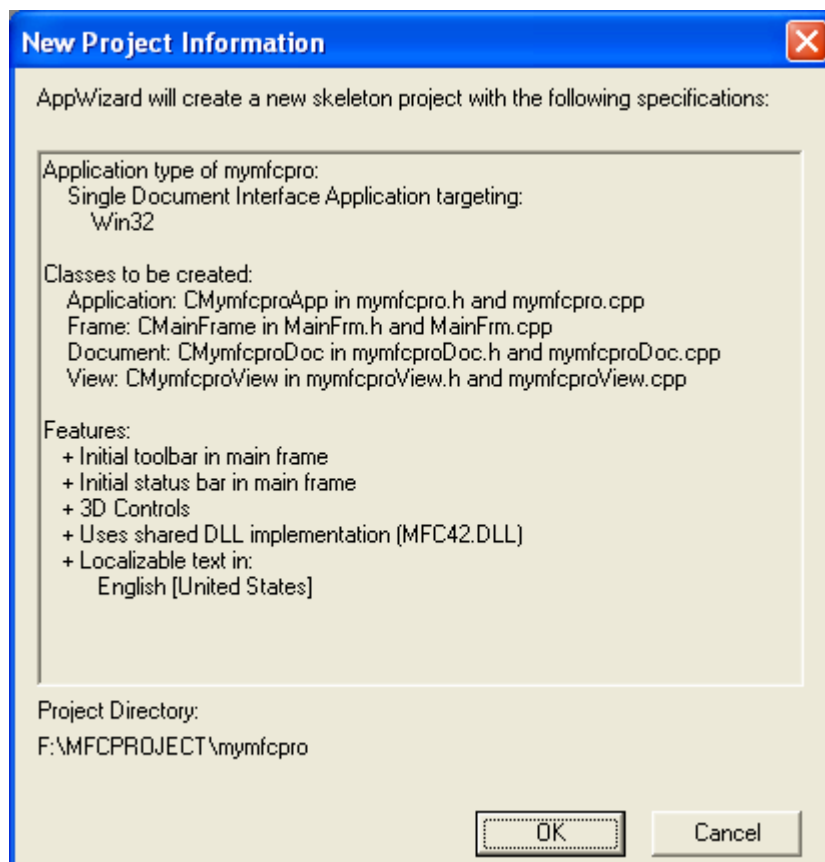 New Project Information
AppWizard will create a new skeleton project with the following specifications:
Application type of mymfcpro:
Single Document Interface Application targeting:
Win32
Classes to be created:
Application: CMymfcproApp in mymfcpro.h and mymfcpro.cpp
Frame: CMainFrame in MainFrm.h and MainFrm.cpp
Document: CMymfcproDoc in mymfcproDoc.h and mymfcproDoc.cpp
View: CMymfcproView in mymfcproView.h and mymfcproView.cpp
Features:
+ Initial toolbar in main frame
+ Initial status bar in main frame
+ 3D Controls
+ Uses shared DLL implementation (MFC42.DLL)
+ Localizable text in:
English [United States]
Project Directory:
F:\MFCPROJECT\mymfcpro
OK Cancel